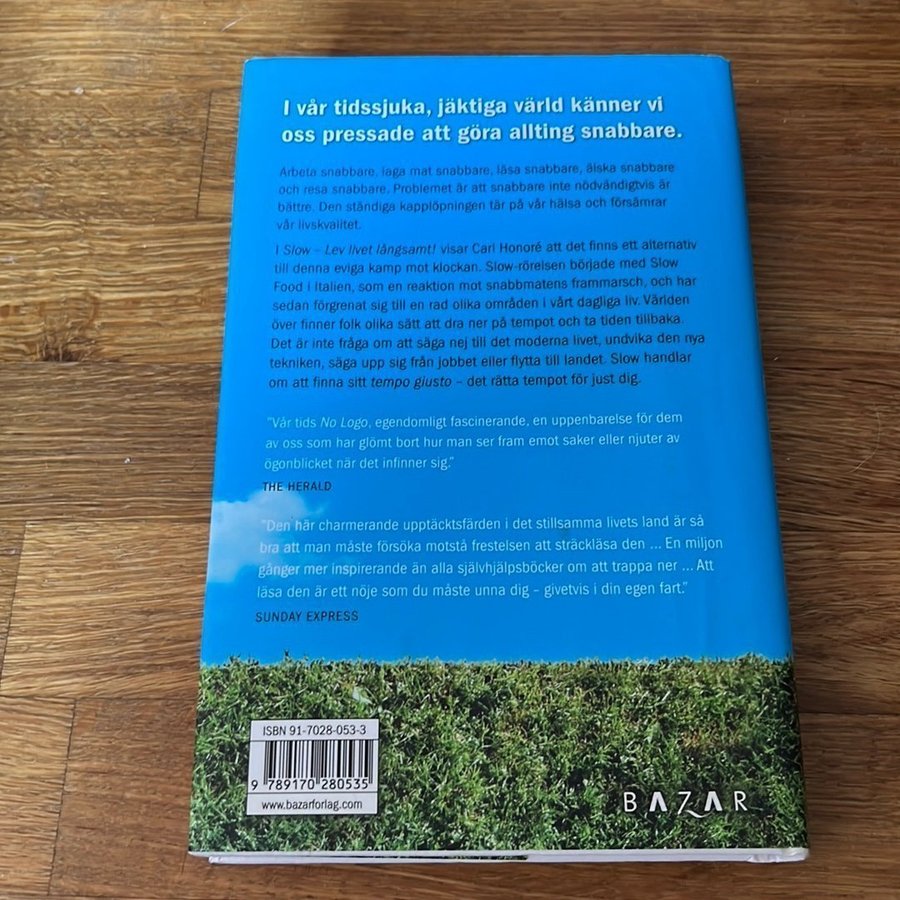 I vår tidssjuka, jäktiga värld känner vi
oss pressade att göra allting snabbare.
Arbeta snabbare, laga mat snabbare, läsa snabbare, älska snabbare
och resa snabbare. Problemet är att snabbare inte nödvändigtvis är
bättre. Den ständiga kapplöpningen tär på vår hälsa och försämrar
vår livskvalitet.
I Slow – Lev livet långsamt! visar Carl Honoré att det finns ett alternativ
till denna eviga kamp mot klockan. Slow-rörelsen började med Slow
Food i Italien, som en reaktion mot snabbmatens frammarsch, och har
sedan förgrenat sig till en rad olika områden i vårt dagliga liv. Världen
över finner folk olika sätt att dra ner på tempot och ta tiden tillbaka.
Det är inte fråga om att säga nej till det moderna livet, undvika den nya
tekniken, säga upp sig från jobbet eller flytta till landet. Slow handlar
om att finna sitt tempo giusto – det rätta tempot för just dig.
”Vår tids No Logo, egendomligt fascinerande, en uppenbarelse för dem
av oss som har glömt bort hur man ser fram emot saker eller njuter av
ögonblicket när det infinner sig.”
THE HERALD
”Den här charmerande upptäcktsfärden i det stillsamma livets land är så
bra att man måste försöka motstå frestelsen att sträckläsa den ... En miljon
gånger mer inspirerande än alla självhjälpsböcker om att trappa ner ... Att
läsa den är ett nöje som du måste unna dig – givetvis i din egen fart.”
SUNDAY EXPRESS
ISBN 91-7028-053-3
9 789170 280535
www.bazarforlag.com
BAZAR